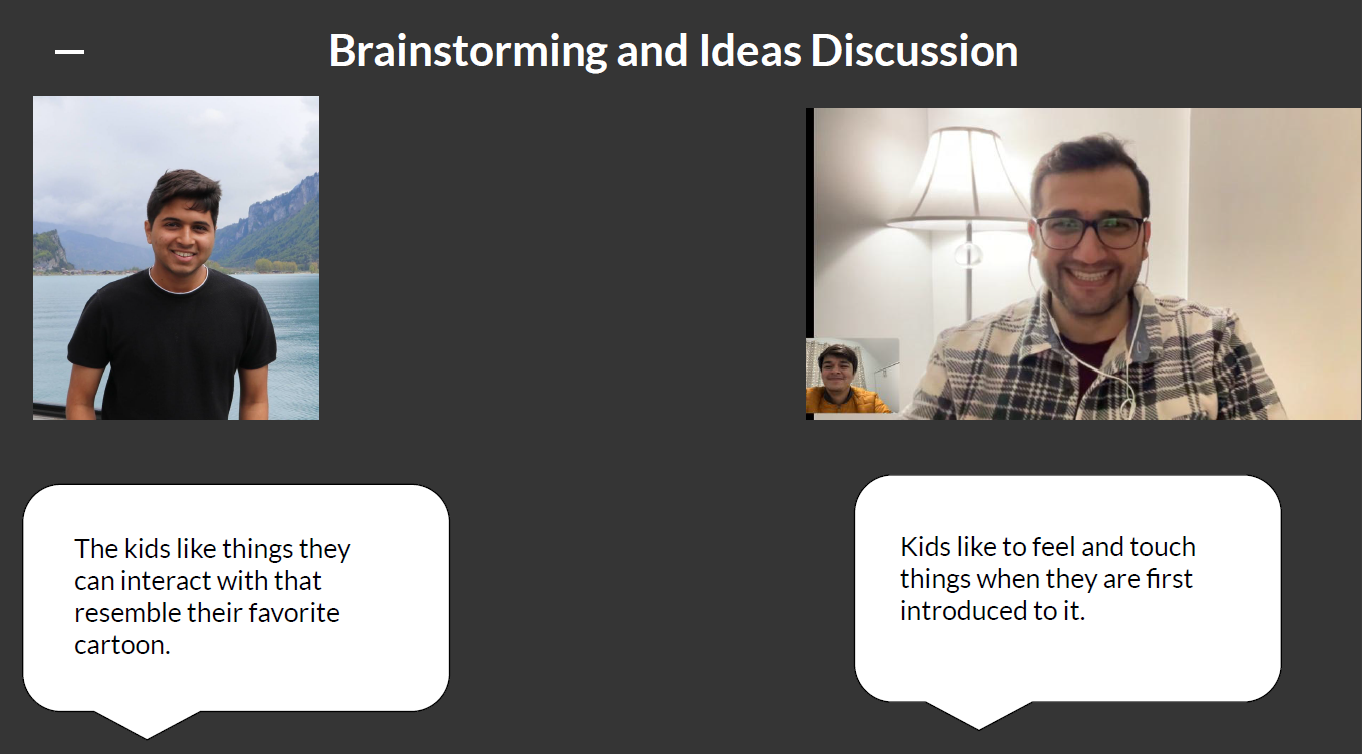 Brainstorming and Ideas Discussion
The kids like things they
can interact with that
resemble their favorite
cartoon.
Kids like to feel and touch
things when they are first
introduced to it.